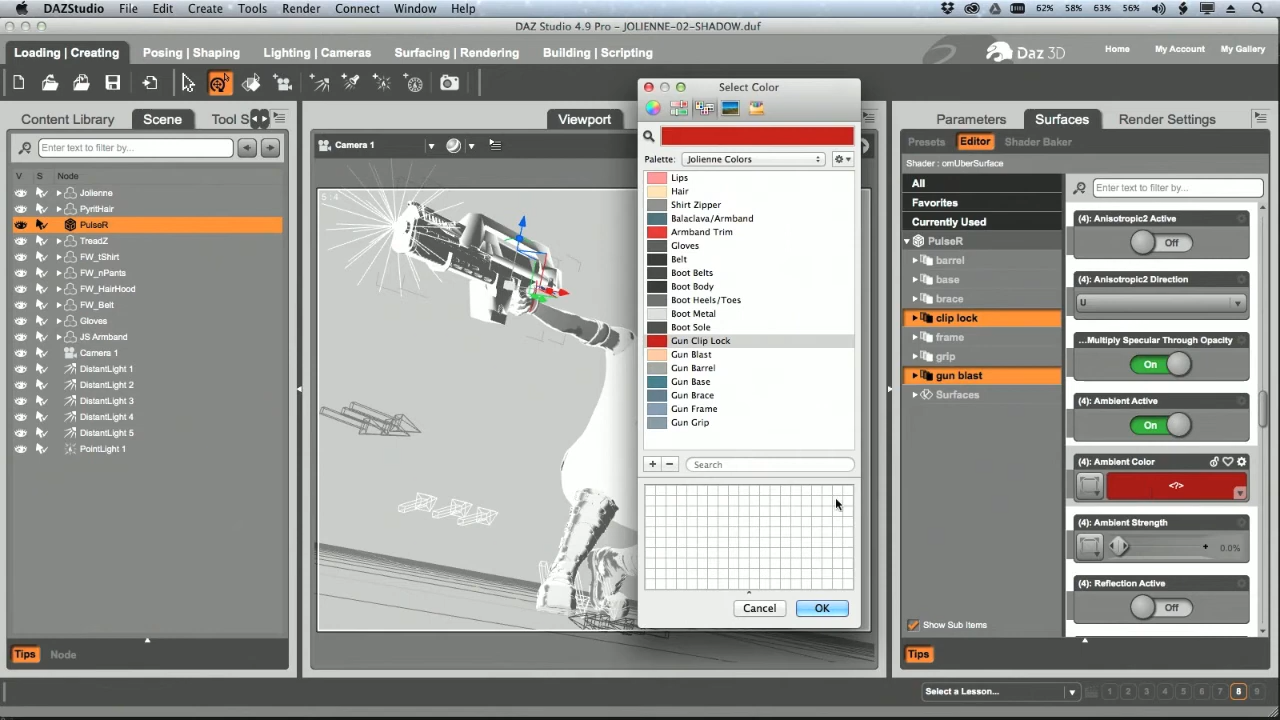 DAZStudio File Edit Create Tools Render Connect Window Help 62% 58% 63% 56%
DAZ Studio 4.9 Pro - JOLIENNE-02-SHADOW.duf
Loading | Creating Posing | Shaping Lighting | Cameras Surfacing | Rendering Building | Scripting
Daz 3D Home My Account My Gallery
Content Library Scene Tool S
Enter text to filter by...
V S Node
Jolienne
PyritHair
PulseR
TreadZ
FW_tShirt
FW_nPants
FW_HairHood
FW_Belt
Gloves
JS Armband
Camera 1
DistantLight 1
DistantLight 2
DistantLight 3
DistantLight 4
DistantLight 5
PointLight 1
Tips Node
Viewport
Camera 1
5 : 4
Select Color
Palette: Jolienne Colors
Lips
Hair
Shirt Zipper
Balaclava/Armband
Armband Trim
Gloves
Belt
Boot Belts
Boot Body
Boot Heels/Toes
Boot Metal
Boot Sole
Gun Clip Lock
Gun Blast
Gun Barrel
Gun Base
Gun Brace
Gun Frame
Gun Grip
+ − Search
Cancel OK
Parameters Surfaces Render Settings
Presets Editor Shader Baker
Shader : omUberSurface
All
Favorites
Currently Used
PulseR
barrel
base
brace
clip lock
frame
grip
gun blast
Surfaces
Show Sub Items
Tips
Enter text to filter by...
(4): Anisotropic2 Active
Off
(4): Anisotropic2 Direction
U
...Multiply Specular Through Opacity
On
(4): Ambient Active
On
(4): Ambient Color
<?>
(4): Ambient Strength
+ 0.0%
(4): Reflection Active
Off
Select a Lesson... 1 2 3 4 5 6 7 8 9